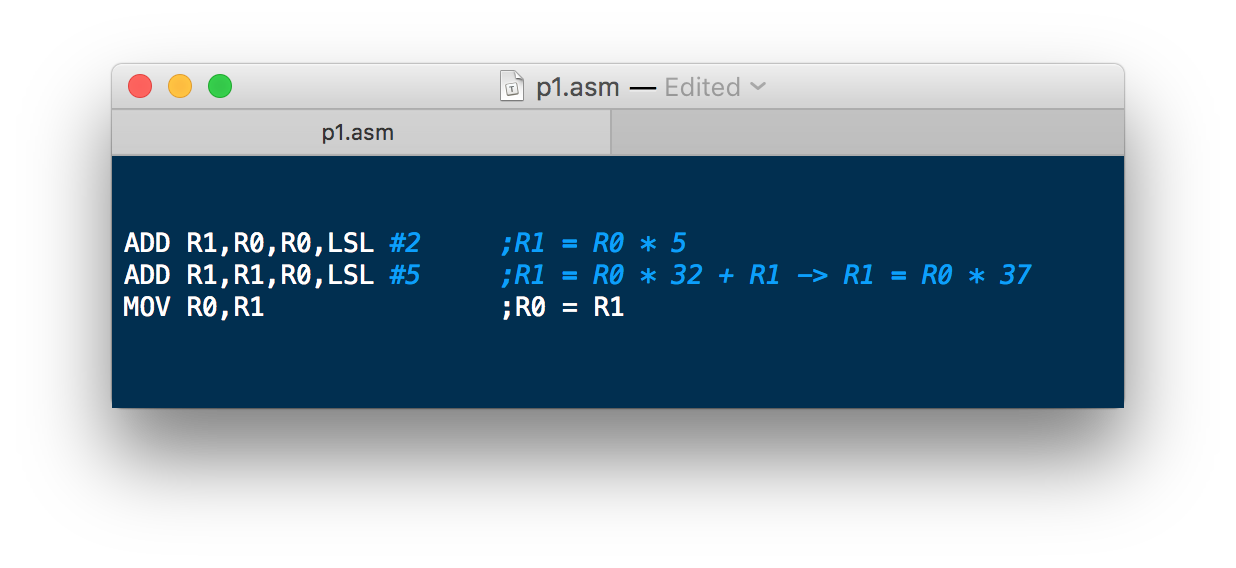 p1.asm — Edited
p1.asm
ADD R1,R0,R0,LSL #2     ;R1 = R0 * 5
ADD R1,R1,R0,LSL #5     ;R1 = R0 * 32 + R1 -> R1 = R0 * 37
MOV R0,R1               ;R0 = R1